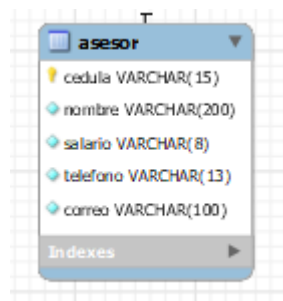 asesor
cedula VARCHAR(15)
nombre VARCHAR(200)
salario VARCHAR(8)
telefono VARCHAR(13)
correo VARCHAR(100)
Indexes